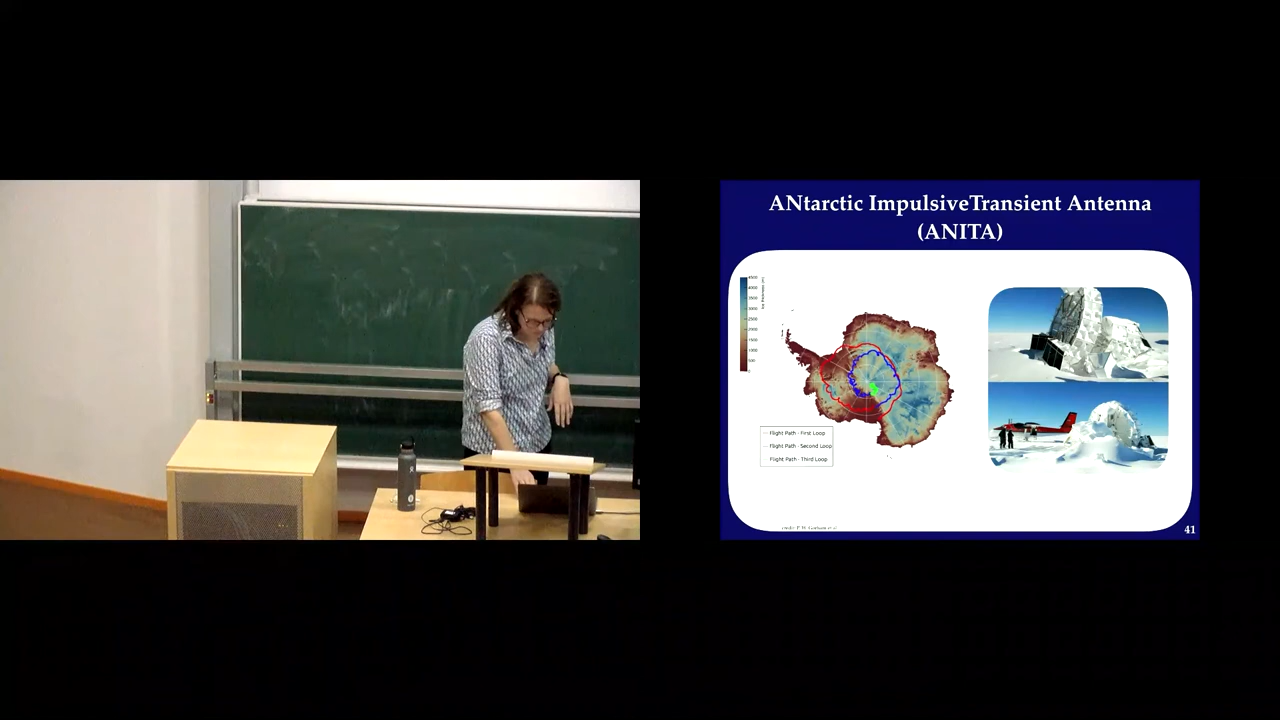 ANtarctic ImpulsiveTransient Antenna
(ANITA)
Flight Path - First Loop
Flight Path - Second Loop
Flight Path - Third Loop
41